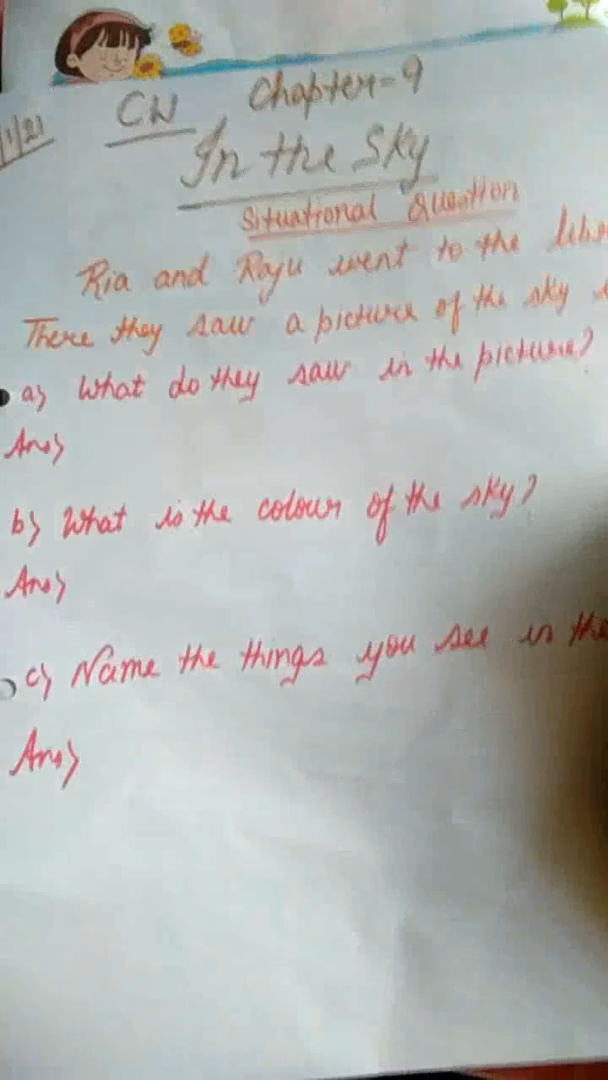 1/21
CW Chapter-9
In the Sky
Situational Question
Ria and Raju went to the
There they saw a picture of the sky
a) What do they saw in the picture?
Ans)
b) What is the colour of the sky?
Ans)
c) Name the things you see in the
Ans)